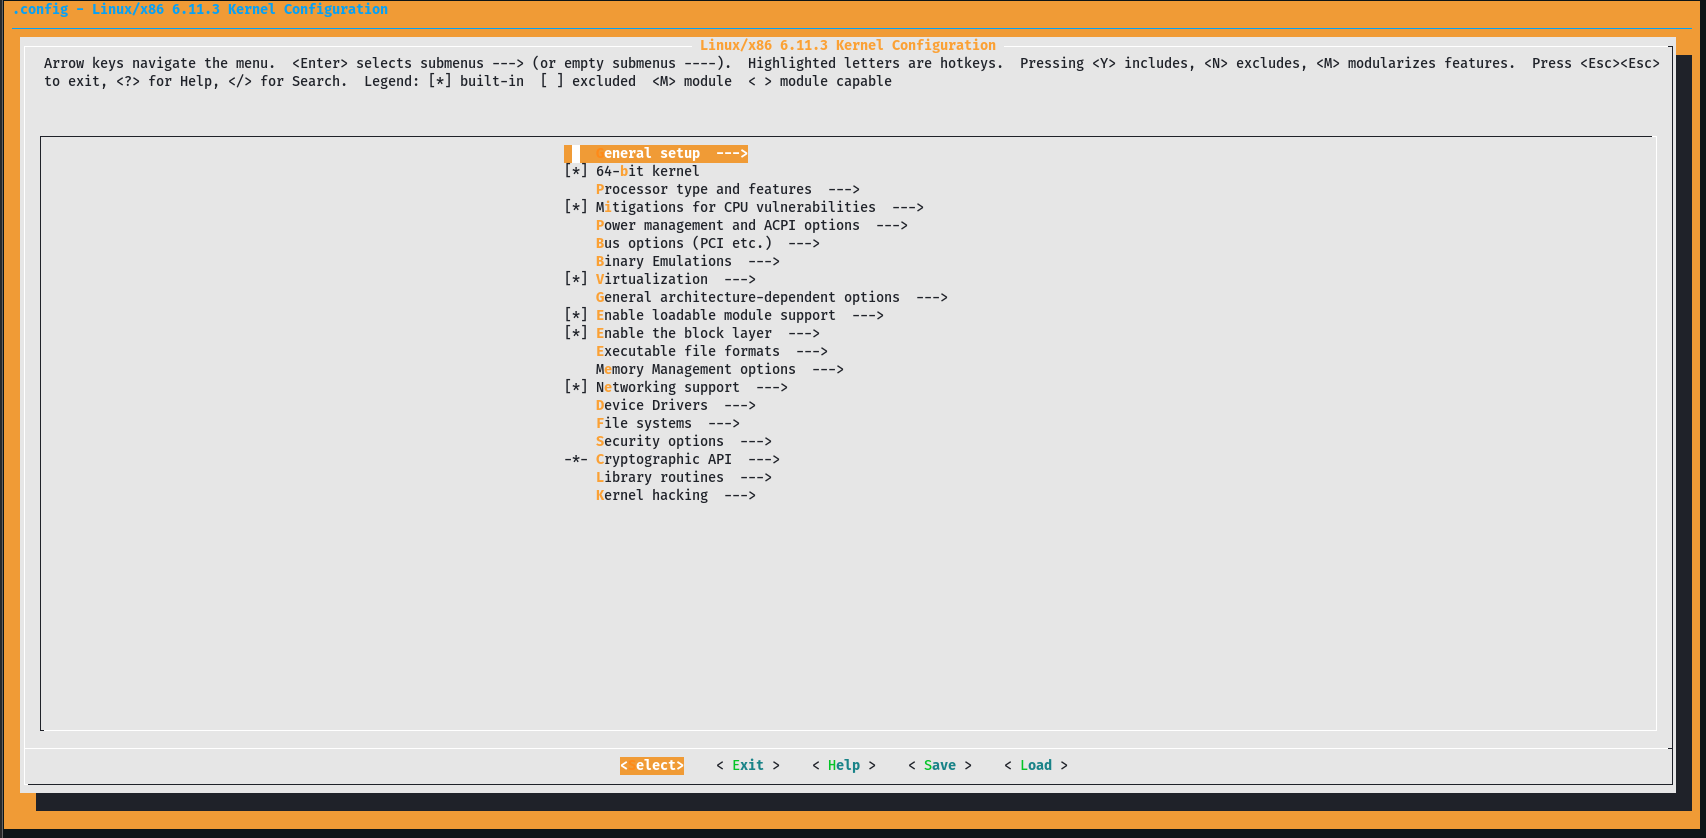 .config - Linux/x86 6.11.3 Kernel Configuration
Linux/x86 6.11.3 Kernel Configuration
Arrow keys navigate the menu.  <Enter> selects submenus ---> (or empty submenus ----).  Highlighted letters are hotkeys.  Pressing <Y> includes, <N> excludes, <M> modularizes features.  Press <Esc><Esc>
to exit, <?> for Help, </> for Search.  Legend: [*] built-in  [ ] excluded  <M> module  < > module capable
General setup  --->
[*] 64-bit kernel
Processor type and features  --->
[*] Mitigations for CPU vulnerabilities  --->
Power management and ACPI options  --->
Bus options (PCI etc.)  --->
Binary Emulations  --->
[*] Virtualization  --->
General architecture-dependent options  --->
[*] Enable loadable module support  --->
[*] Enable the block layer  --->
Executable file formats  --->
Memory Management options  --->
[*] Networking support  --->
Device Drivers  --->
File systems  --->
Security options  --->
-*- Cryptographic API  --->
Library routines  --->
Kernel hacking  --->
<Select>    < Exit >    < Help >    < Save >    < Load >